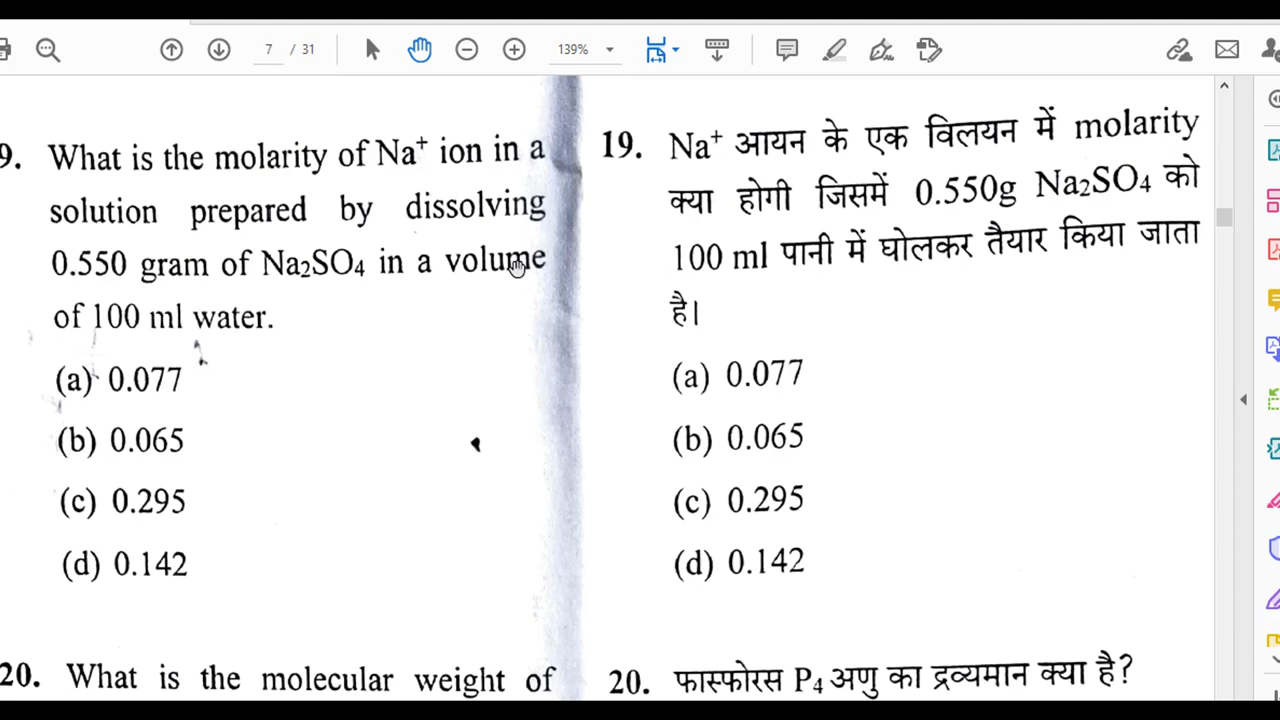 7 / 31
139%
9. What is the molarity of Na⁺ ion in a
solution prepared by dissolving
0.550 gram of Na₂SO₄ in a volume
of 100 ml water.
(a) 0.077
(b) 0.065
(c) 0.295
(d) 0.142
20. What is the molecular weight of
19. Na⁺ आयन के एक विलयन में molarity
क्या होगी जिसमें 0.550g Na₂SO₄ को
100 ml पानी में घोलकर तैयार किया जाता
है।
(a) 0.077
(b) 0.065
(c) 0.295
(d) 0.142
20. फास्फोरस P₄ अणु का द्रव्यमान क्या है?